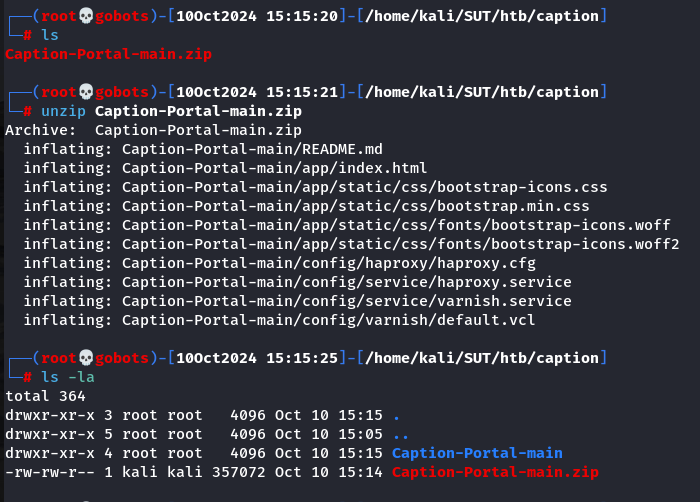 ┌──(root💀gobots)-[10Oct2024 15:15:20]-[/home/kali/SUT/htb/caption]
└─# ls
Caption-Portal-main.zip
┌──(root💀gobots)-[10Oct2024 15:15:21]-[/home/kali/SUT/htb/caption]
└─# unzip Caption-Portal-main.zip
Archive:  Caption-Portal-main.zip
  inflating: Caption-Portal-main/README.md
  inflating: Caption-Portal-main/app/index.html
  inflating: Caption-Portal-main/app/static/css/bootstrap-icons.css
  inflating: Caption-Portal-main/app/static/css/bootstrap.min.css
  inflating: Caption-Portal-main/app/static/css/fonts/bootstrap-icons.woff
  inflating: Caption-Portal-main/app/static/css/fonts/bootstrap-icons.woff2
  inflating: Caption-Portal-main/config/haproxy/haproxy.cfg
  inflating: Caption-Portal-main/config/service/haproxy.service
  inflating: Caption-Portal-main/config/service/varnish.service
  inflating: Caption-Portal-main/config/varnish/default.vcl
┌──(root💀gobots)-[10Oct2024 15:15:25]-[/home/kali/SUT/htb/caption]
└─# ls -la
total 364
drwxr-xr-x 3 root root   4096 Oct 10 15:15 .
drwxr-xr-x 5 root root   4096 Oct 10 15:05 ..
drwxr-xr-x 4 root root   4096 Oct 10 15:15 Caption-Portal-main
-rw-rw-r-- 1 kali kali 357072 Oct 10 15:14 Caption-Portal-main.zip